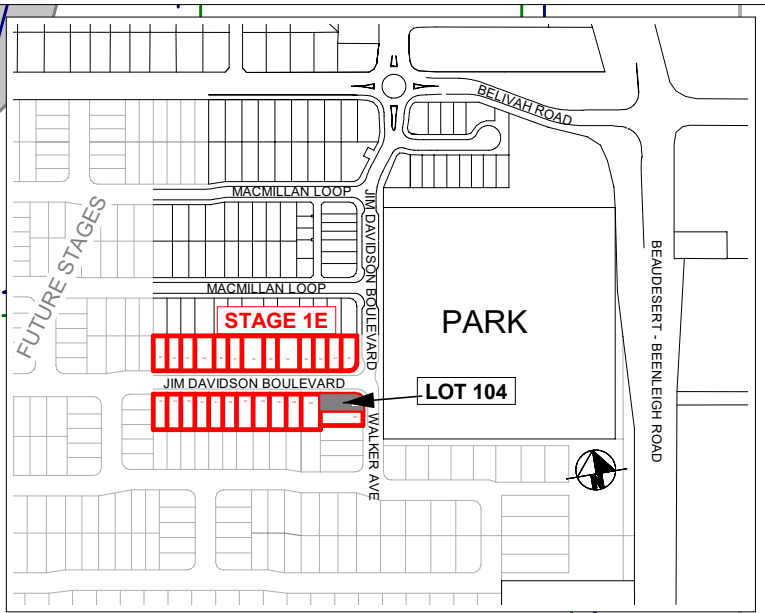 BELIVAH ROAD
MACMILLAN LOOP
JIM DAVIDSON BOULEVARD
FUTURE STAGES
MACMILLAN LOOP
BEAUDESERT - BEENLEIGH ROAD
STAGE 1E
PARK
JIM DAVIDSON BOULEVARD
LOT 104
WALKER AVE